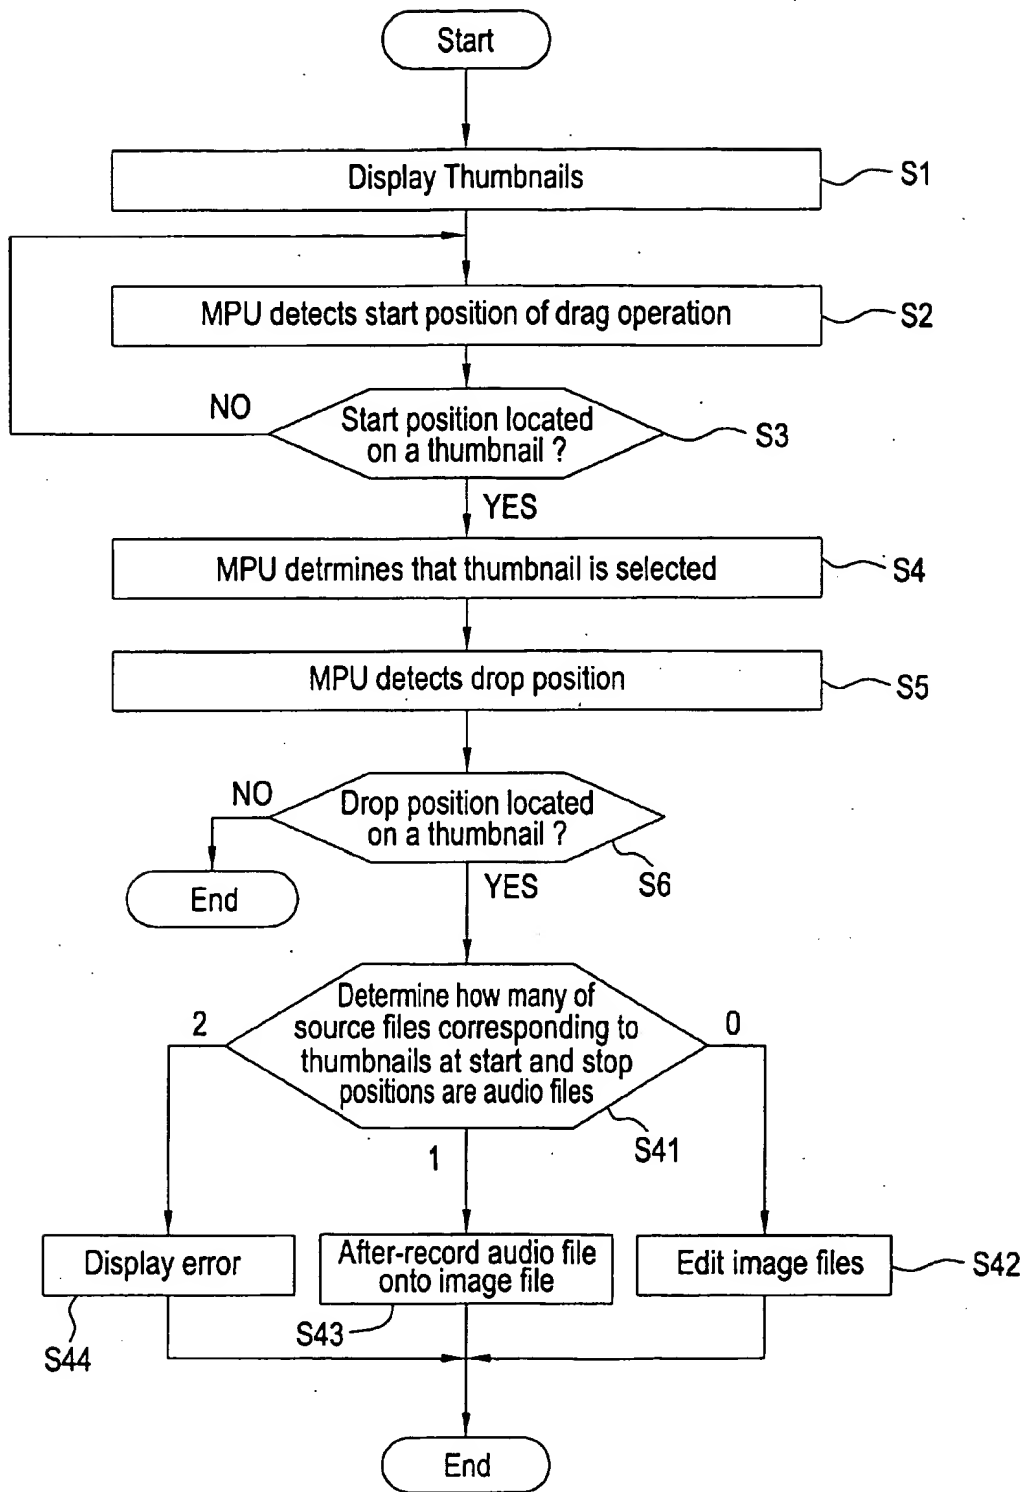 Start
Display Thumbnails
S1
MPU detects start position of drag operation
S2
NO
Start position located
on a thumbnail ?
S3
YES
MPU detrmines that thumbnail is selected
S4
MPU detects drop position
S5
NO
Drop position located
on a thumbnail ?
S6
End
YES
2
Determine how many of
source files corresponding to
thumbnails at start and stop
positions are audio files
0
S41
1
Display error
S44
After-record audio file
onto image file
S43
Edit image files
S42
End